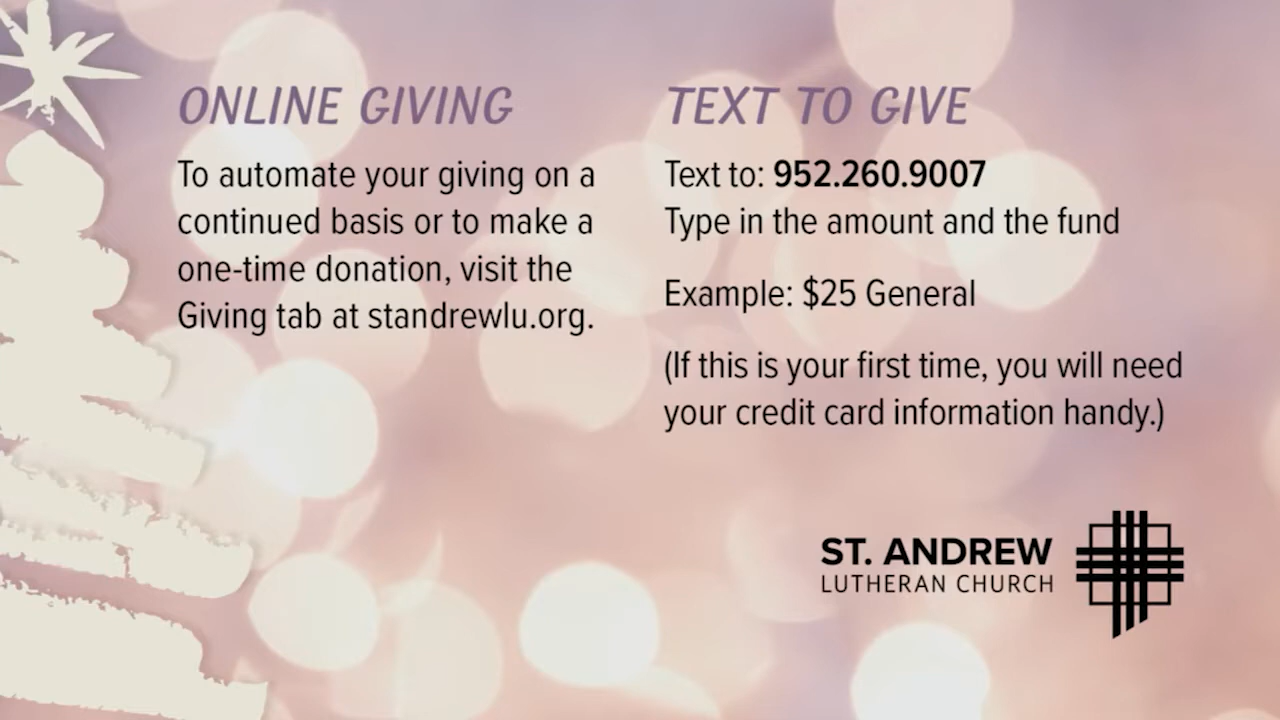 ONLINE GIVING
To automate your giving on a
continued basis or to make a
one-time donation, visit the
Giving tab at standrewlu.org.
TEXT TO GIVE
Text to: 952.260.9007
Type in the amount and the fund
Example: $25 General
(If this is your first time, you will need
your credit card information handy.)
ST. ANDREW
LUTHERAN CHURCH